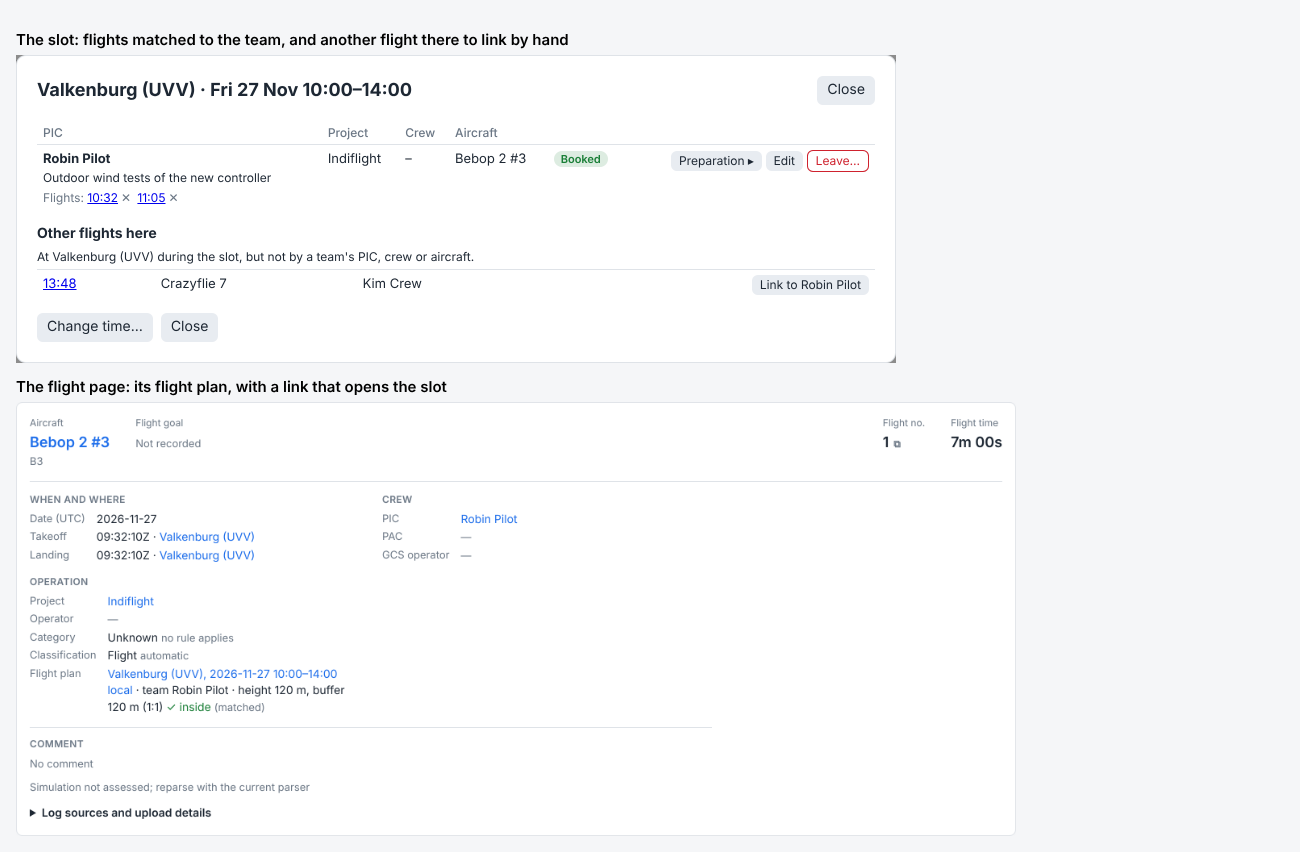 The slot: flights matched to the team, and another flight there to link by hand
Valkenburg (UVV) · Fri 27 Nov 10:00–14:00
Close
PIC Project Crew Aircraft
Robin Pilot Indiflight – Bebop 2 #3 Booked Preparation ▸ Edit Leave...
Outdoor wind tests of the new controller
Flights: 10:32 × 11:05 ×
Other flights here
At Valkenburg (UVV) during the slot, but not by a team's PIC, crew or aircraft.
13:48 Crazyflie 7 Kim Crew Link to Robin Pilot
Change time... Close
The flight page: its flight plan, with a link that opens the slot
Aircraft Flight goal Flight no. Flight time
Bebop 2 #3 Not recorded 1 7m 00s
B3
WHEN AND WHERE CREW
Date (UTC) 2026-11-27 PIC Robin Pilot
Takeoff 09:32:10Z · Valkenburg (UVV) PAC —
Landing 09:32:10Z · Valkenburg (UVV) GCS operator —
OPERATION
Project Indiflight
Operator —
Category Unknown no rule applies
Classification Flight automatic
Flight plan Valkenburg (UVV), 2026-11-27 10:00–14:00
local · team Robin Pilot · height 120 m, buffer
120 m (1:1) ✓ inside (matched)
COMMENT
No comment
Simulation not assessed; reparse with the current parser
▶ Log sources and upload details